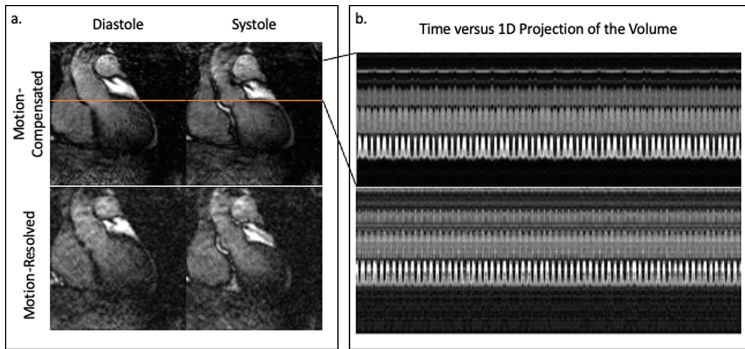 a.
Diastole
Systole
Motion-
Compensated
Motion-Resolved
b.
Time versus 1D Projection of the Volume